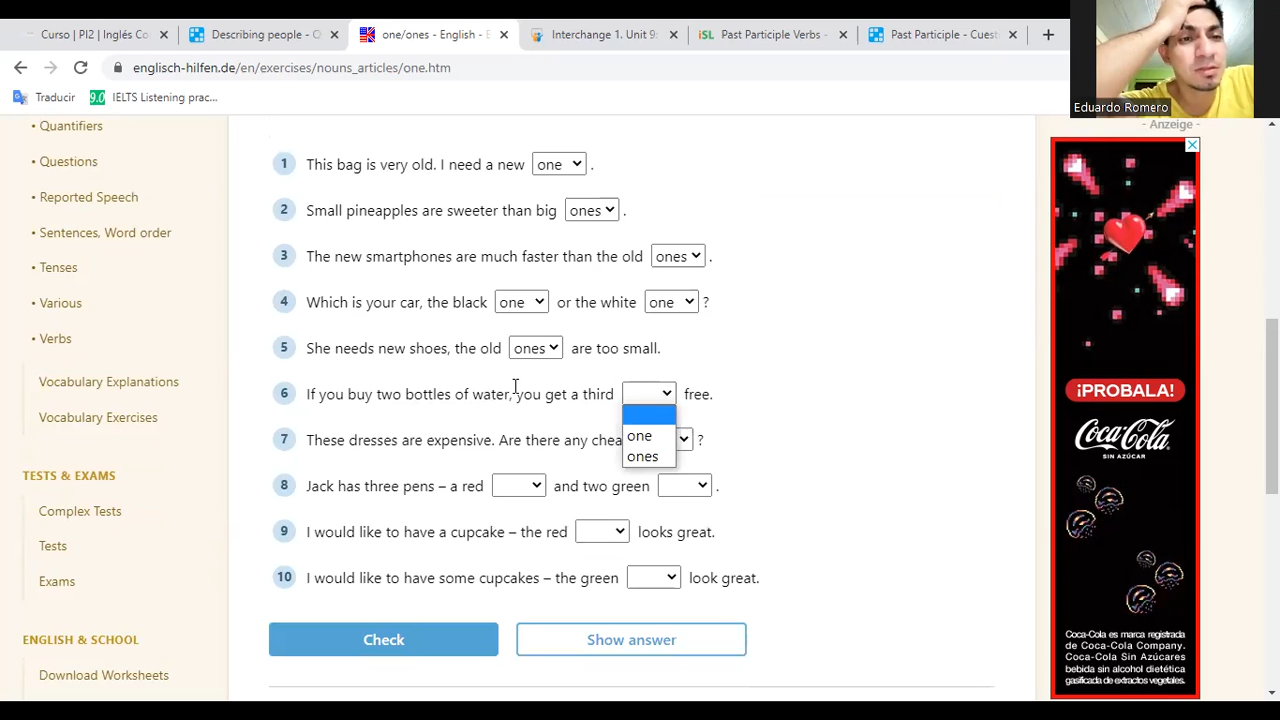 Curso | PI2 | Inglés Co
Describing people - Q
one/ones - English - E
Interchange 1. Unit 9:
iSL Past Participle Verbs -
Past Participle - Cuest
englisch-hilfen.de/en/exercises/nouns_articles/one.htm
Traducir
9.0 IELTS Listening prac...
Eduardo Romero
- Anzeige -
• Quantifiers
• Questions
• Reported Speech
• Sentences, Word order
• Tenses
• Various
• Verbs
Vocabulary Explanations
Vocabulary Exercises
TESTS & EXAMS
Complex Tests
Tests
Exams
ENGLISH & SCHOOL
Download Worksheets
1 This bag is very old. I need a new one .
2 Small pineapples are sweeter than big ones .
3 The new smartphones are much faster than the old ones .
4 Which is your car, the black one or the white one ?
5 She needs new shoes, the old ones are too small.
6 If you buy two bottles of water, you get a third free.
one
ones
7 These dresses are expensive. Are there any chea ?
8 Jack has three pens – a red and two green .
9 I would like to have a cupcake – the red looks great.
10 I would like to have some cupcakes – the green look great.
Check
Show answer
¡PROBALA!
Coca-Cola
SIN AZÚCAR
Coca-Cola es marca registrada
de Coca-Cola Company.
Coca-Cola Sin Azúcares
bebida sin alcohol dietética
gasificada de extractos vegetales.